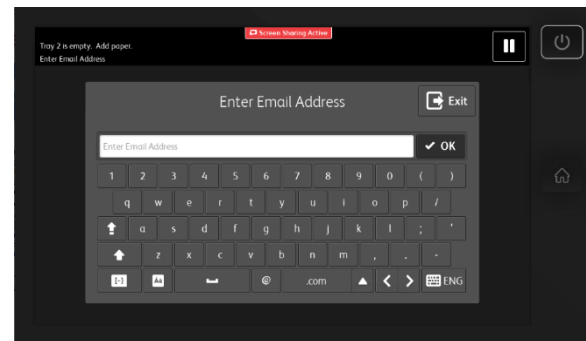 Screen Sharing Active
Tray 2 is empty. Add paper.
Enter Email Address
Enter Email Address
Exit
Enter Email Address
OK
1 2 3 4 5 6 7 8 9 0 ( )
q w e r t y u i o p /
a s d f g h j k l ; '
z x c v b n m , . -
{-} Áä @ .com ENG